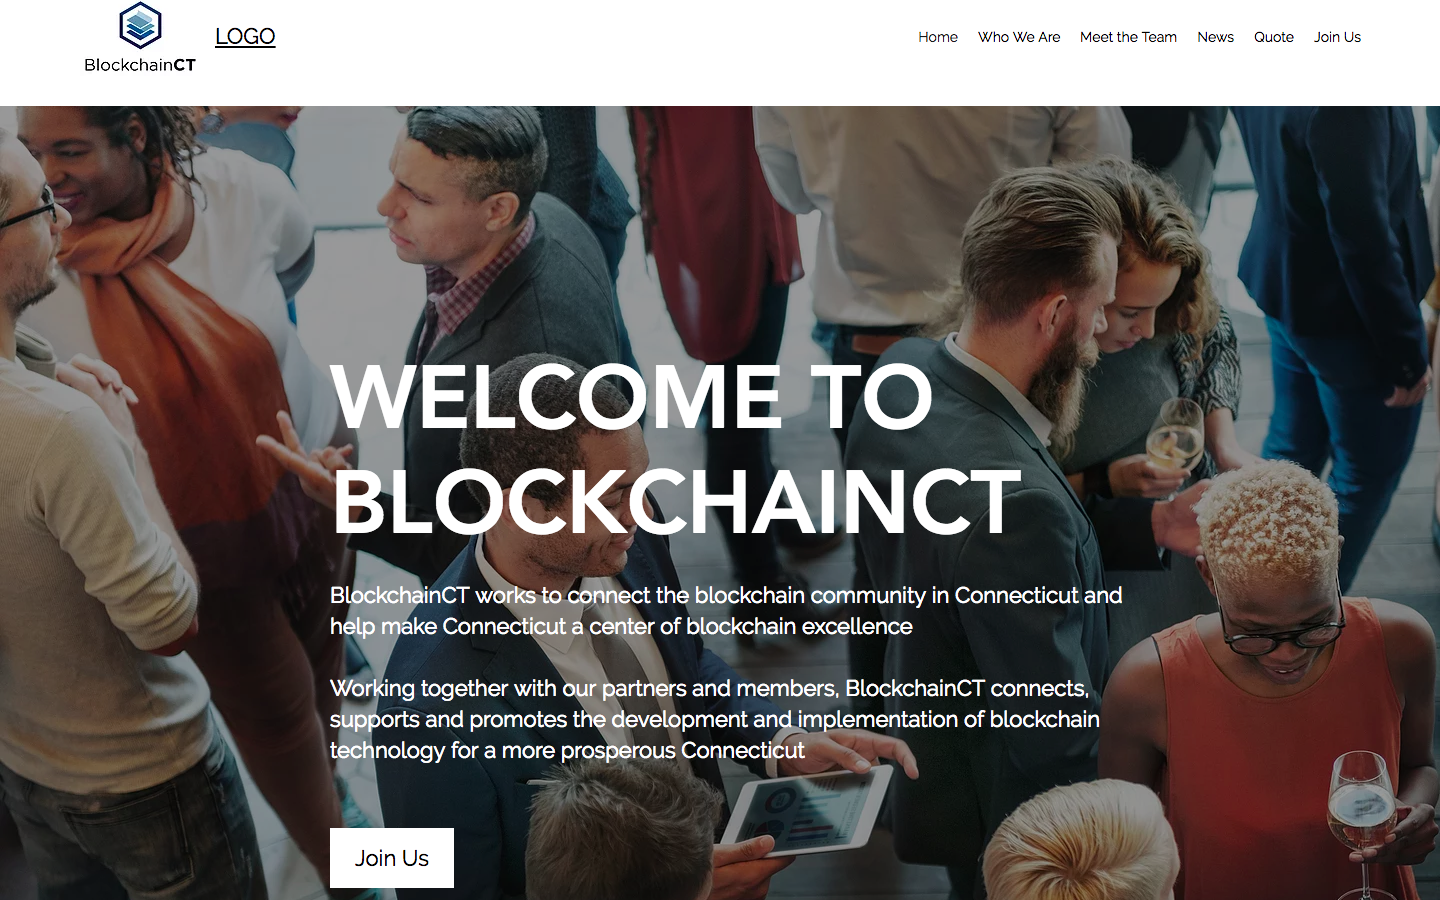 BlockchainCT
LOGO
Home
Who We Are
Meet the Team
News
Quote
Join Us
WELCOME TO
BLOCKCHAINCT
BlockchainCT works to connect the blockchain community in Connecticut and
help make Connecticut a center of blockchain excellence
Working together with our partners and members, BlockchainCT connects,
supports and promotes the development and implementation of blockchain
technology for a more prosperous Connecticut
Join Us